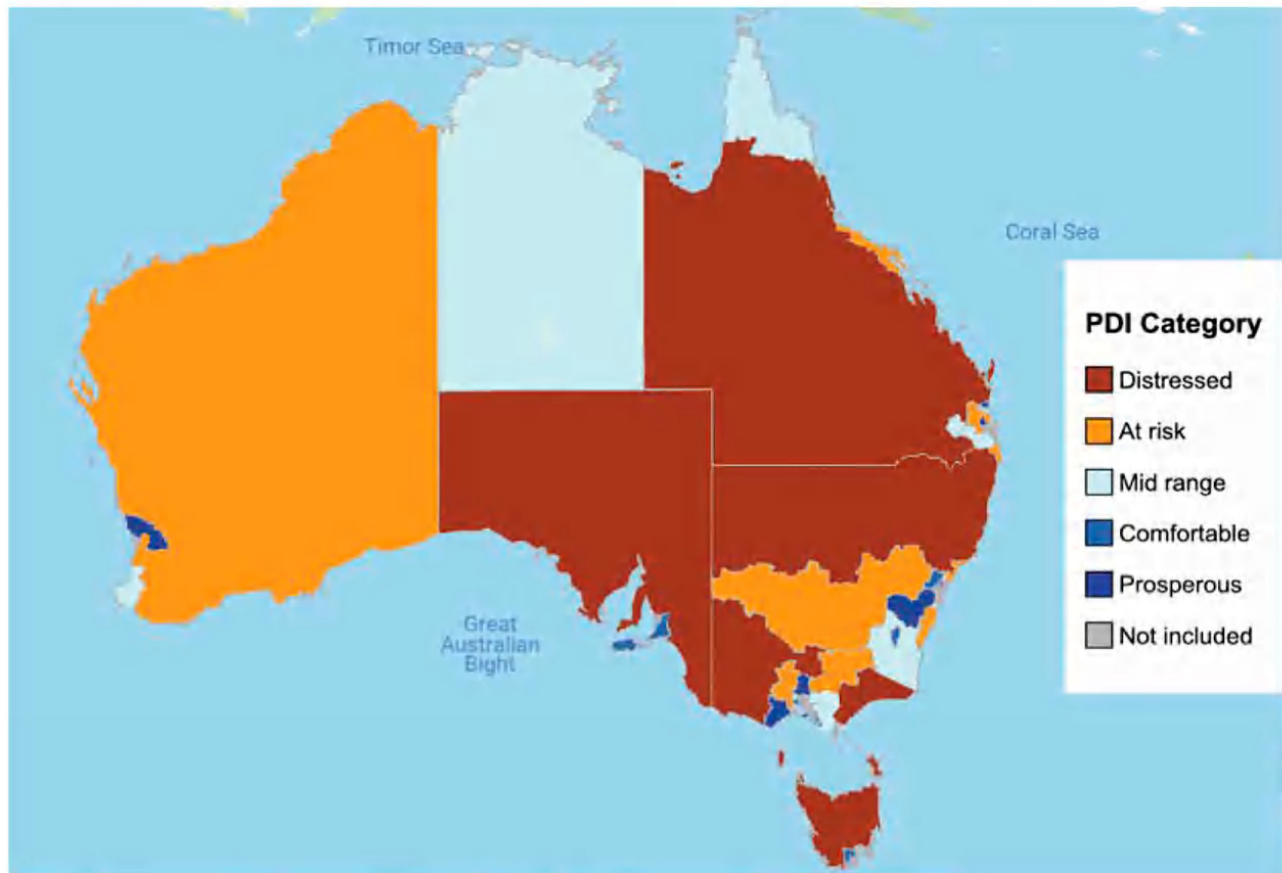 Timor Sea
Coral Sea
PDI Category
Distressed
At risk
Mid range
Comfortable
Prosperous
Not included
Great
Australian
Bight